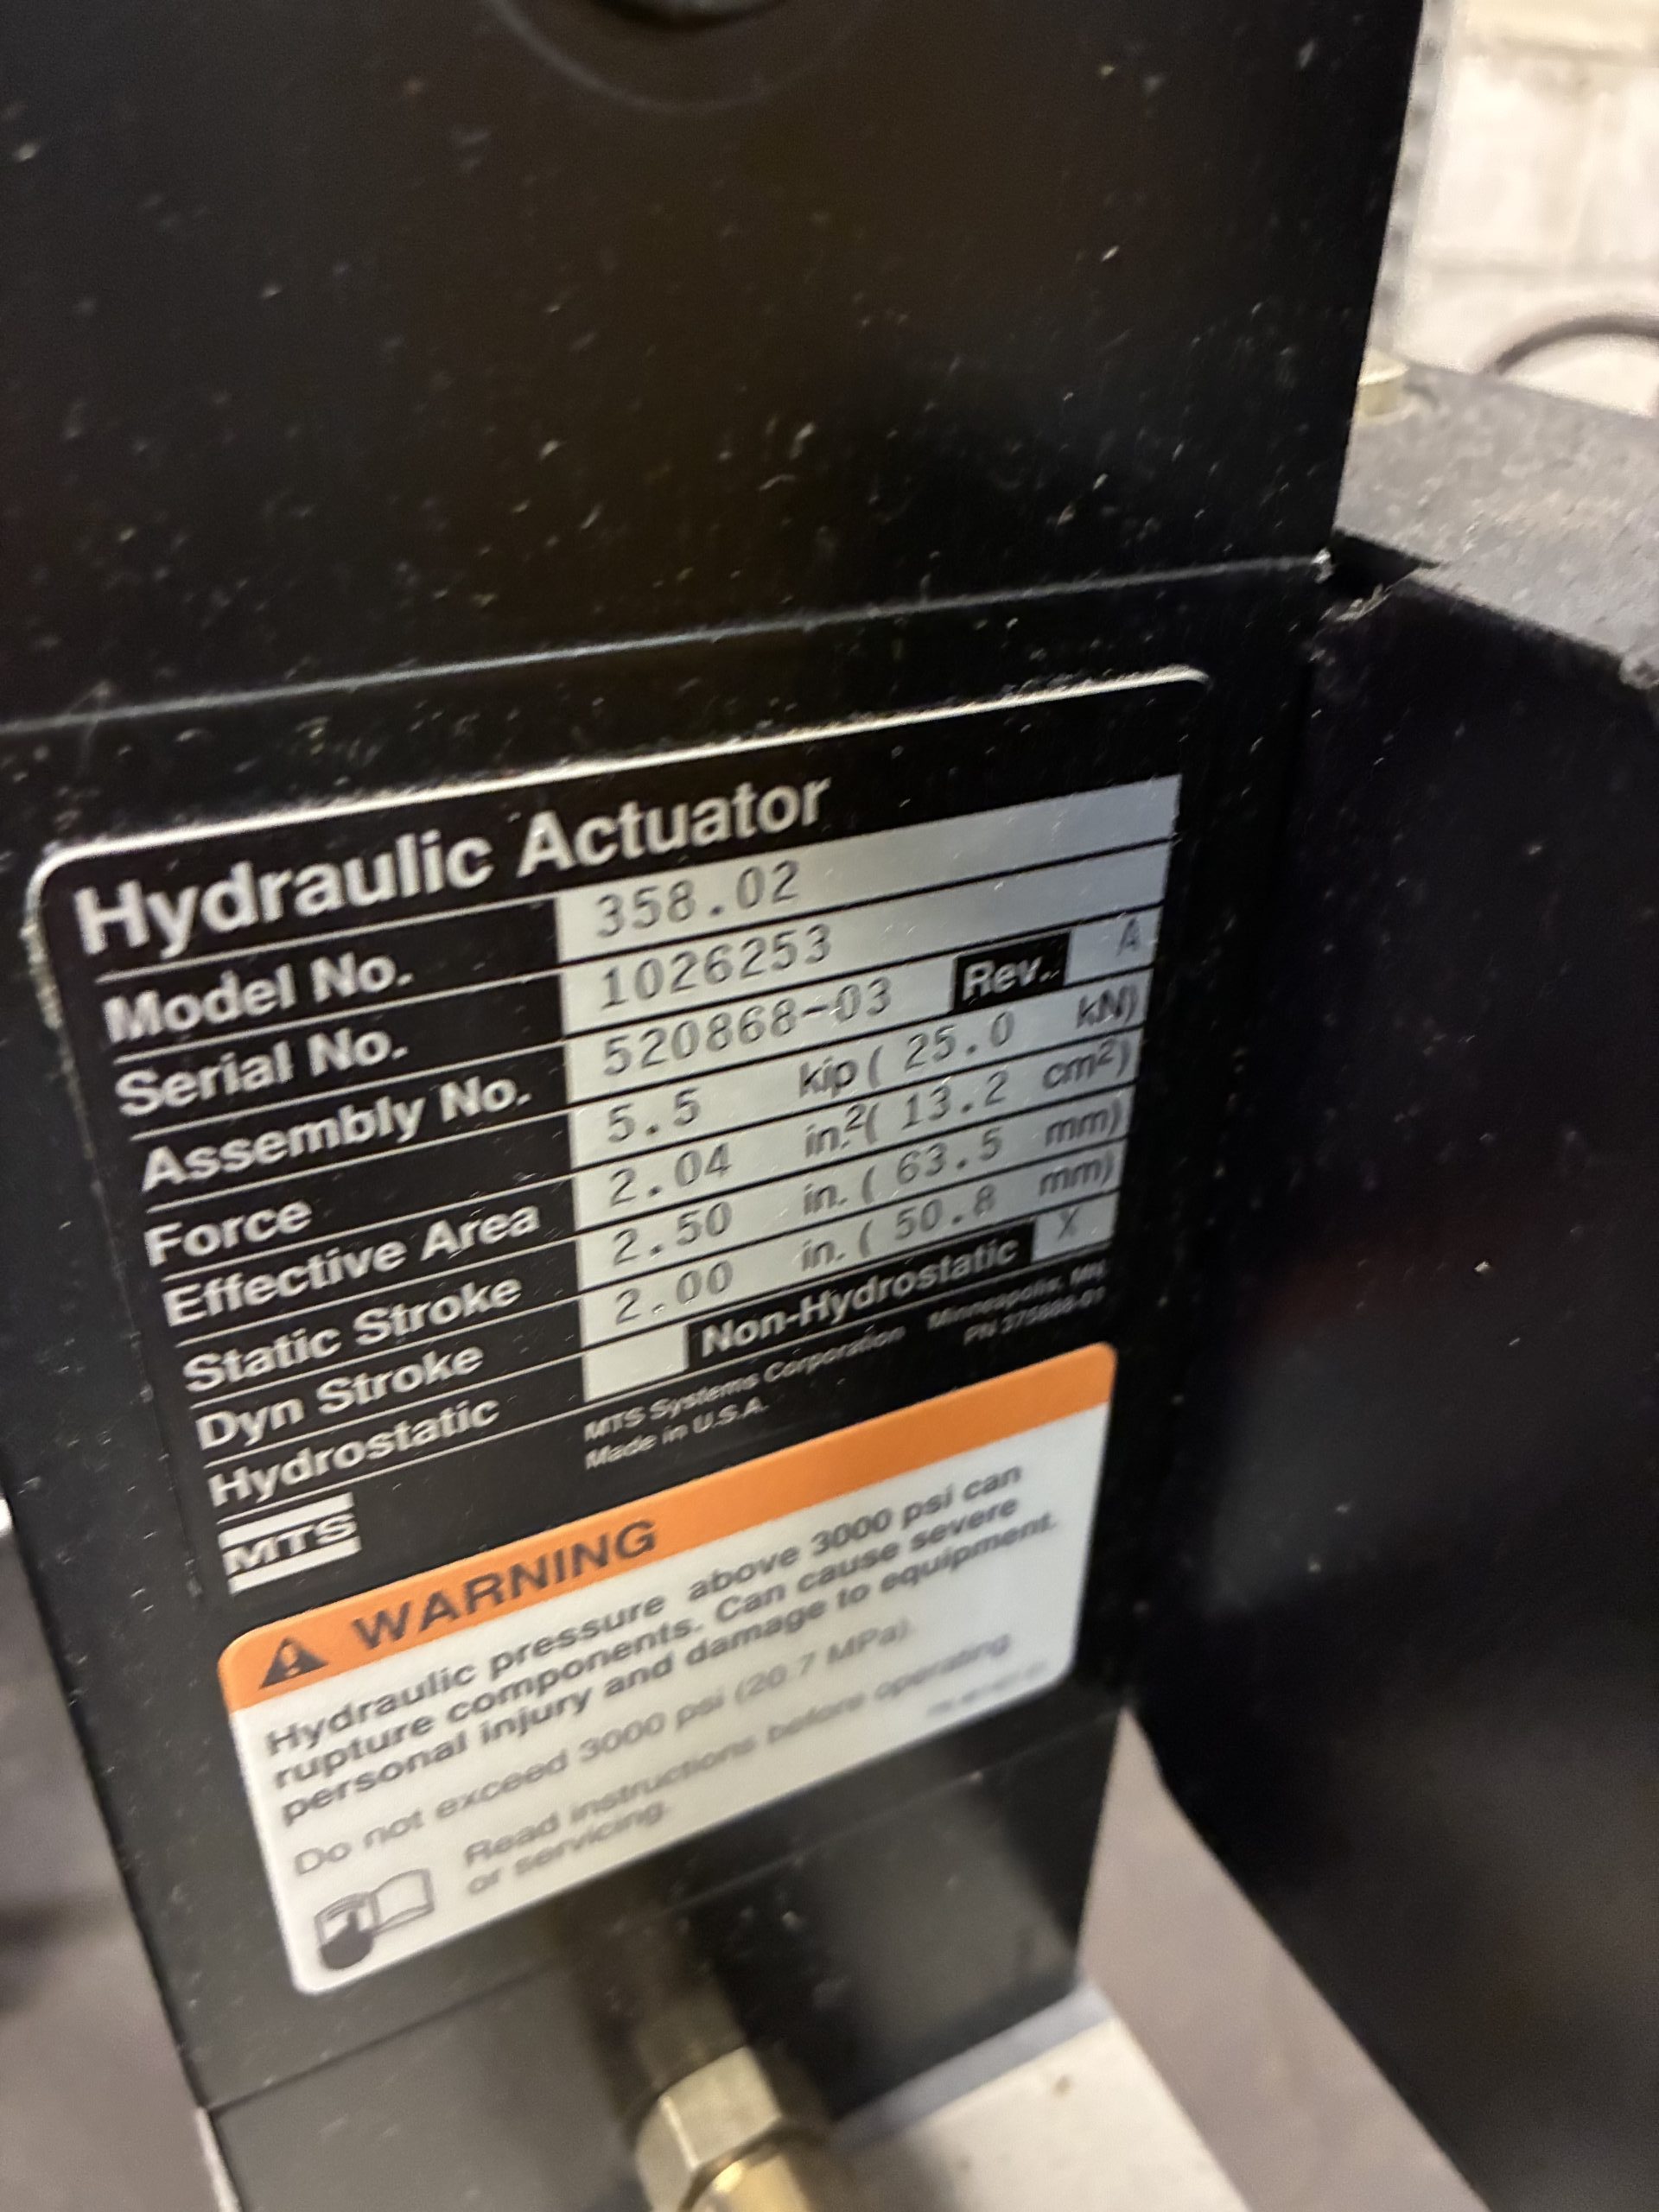 Hydraulic Actuator
Model No. 358.02
Serial No. 1026253
Assembly No. 520868-03 Rev. A
Force 5.5 kip ( 25.0 kN)
Effective Area 2.04 in.²( 13.2 cm²)
Static Stroke 2.50 in. ( 63.5 mm)
Dyn Stroke 2.00 in. ( 50.8 mm)
Hydrostatic Non-Hydrostatic X
MTS MTS Systems Corporation Minneapolis, MN
Made in U.S.A. PN
WARNING
Hydraulic pressure above 3000 psi can
rupture components. Can cause severe
personal injury and damage to equipment.
Do not exceed 3000 psi (20.7 MPa).
Read instructions before operating
or servicing.